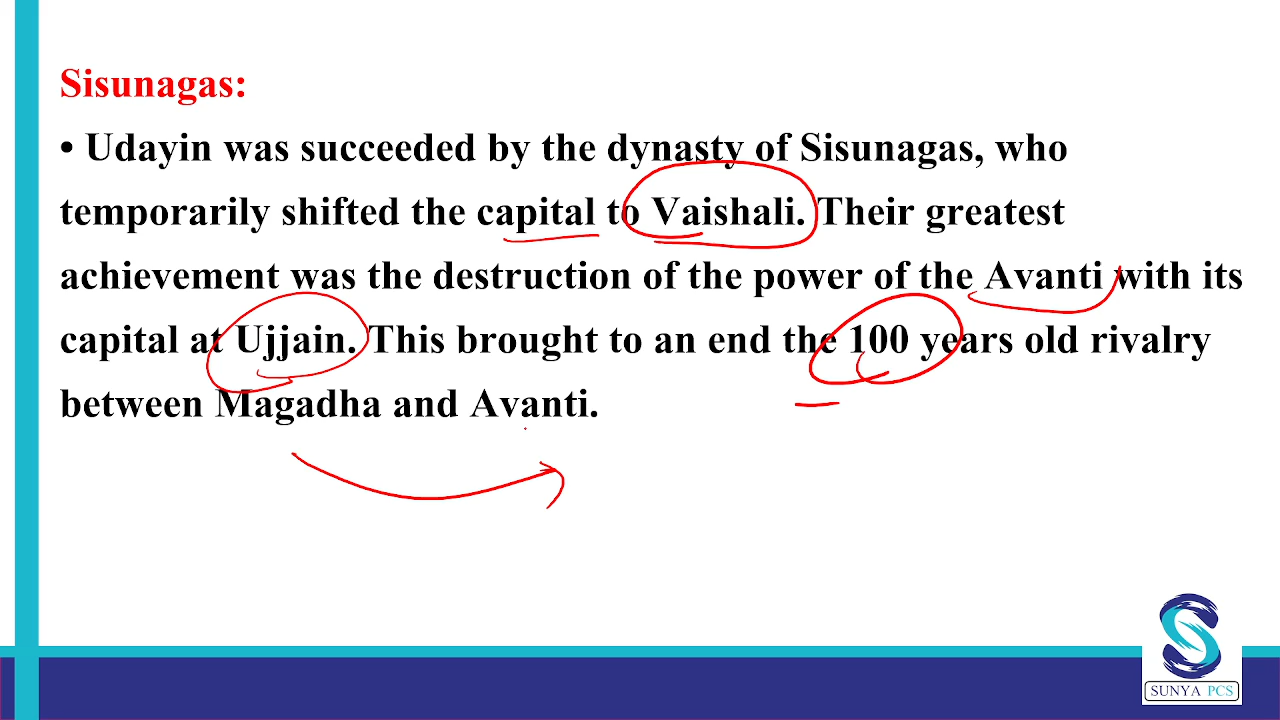 Sisunagas:
• Udayin was succeeded by the dynasty of Sisunagas, who
temporarily shifted the capital to Vaishali. Their greatest
achievement was the destruction of the power of the Avanti with its
capital at Ujjain. This brought to an end the 100 years old rivalry
between Magadha and Avanti.
SUNYA PCS